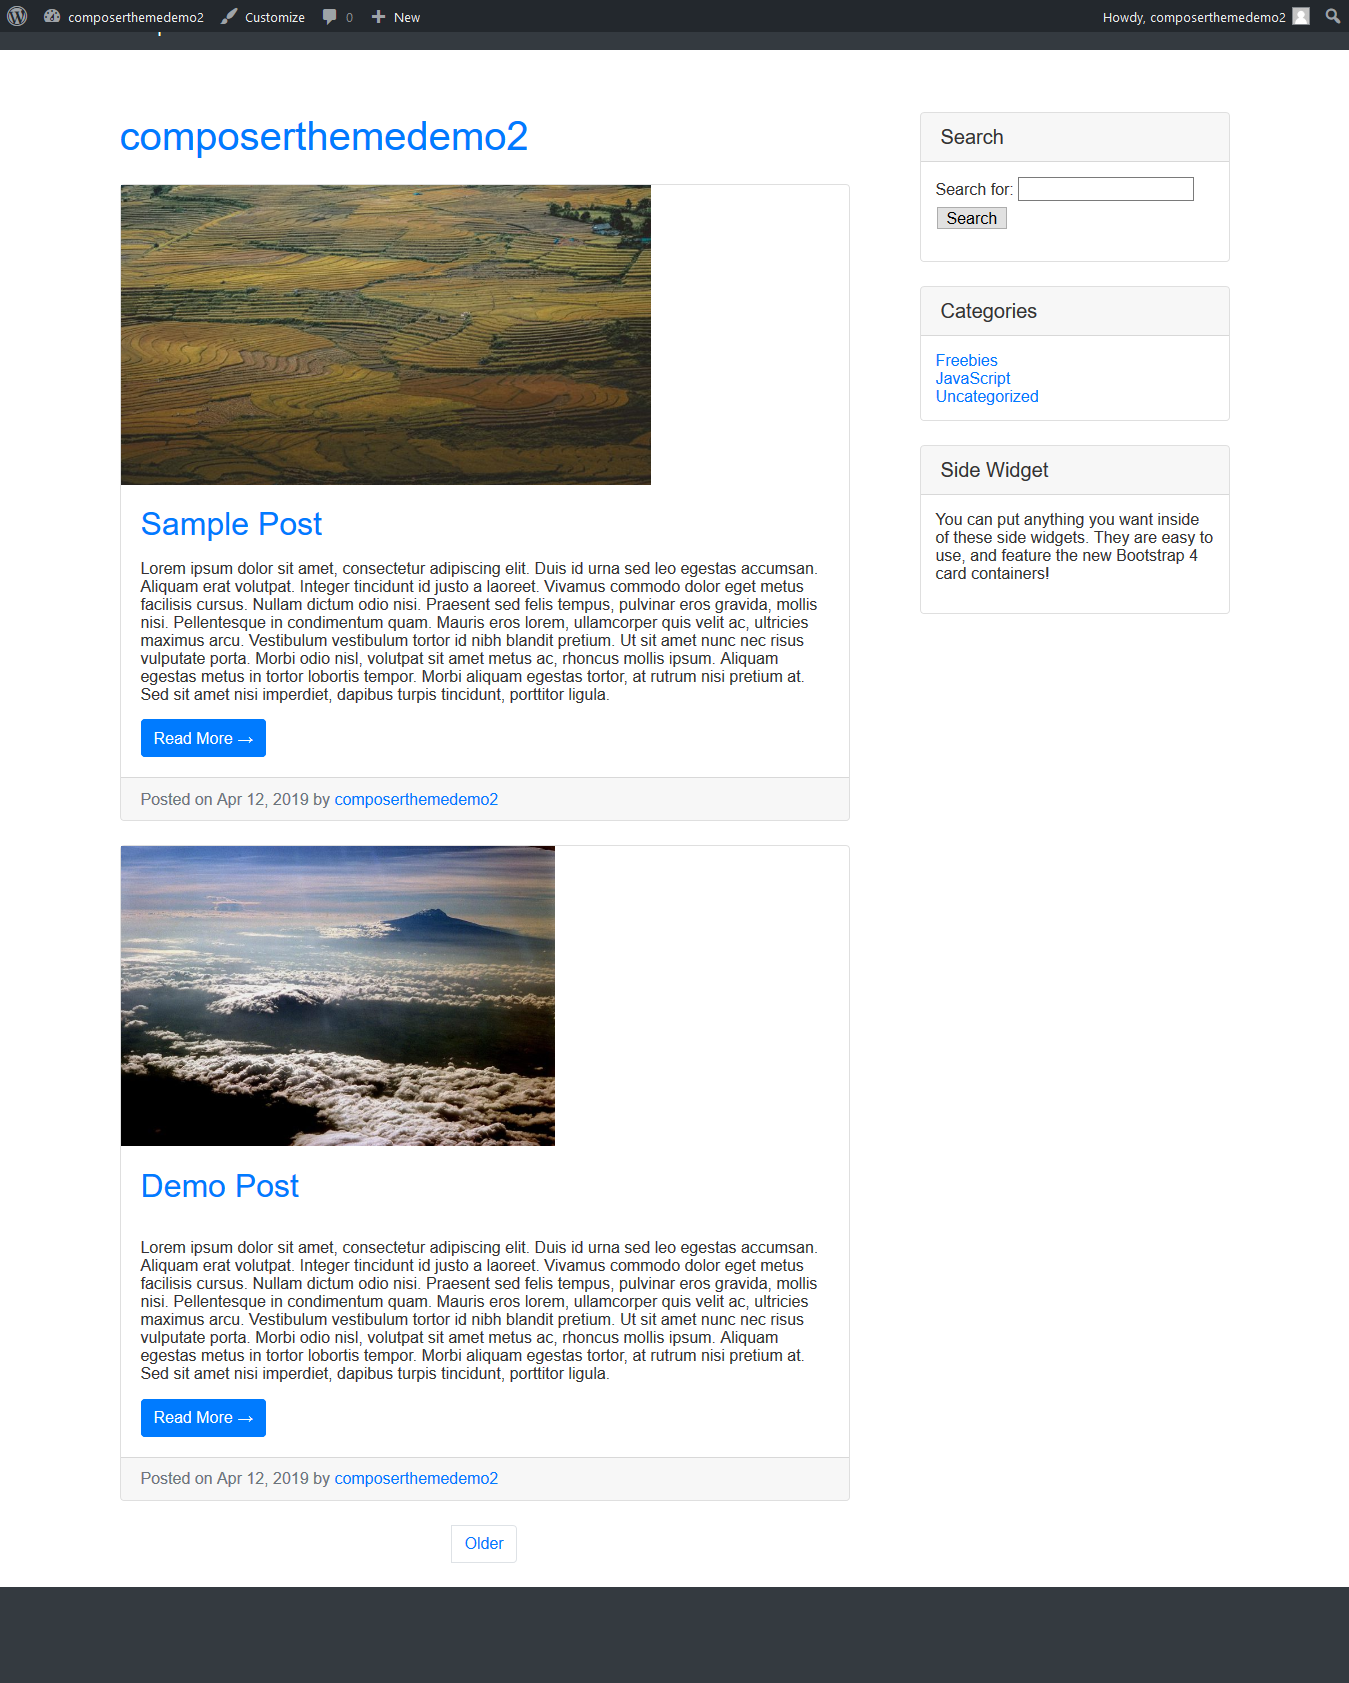 composerthemedemo2 Customize 0 New Howdy, composerthemedemo2
composerthemedemo2
Sample Post
Lorem ipsum dolor sit amet, consectetur adipiscing elit. Duis id urna sed leo egestas accumsan.
Aliquam erat volutpat. Integer tincidunt id justo a laoreet. Vivamus commodo dolor eget metus
facilisis cursus. Nullam dictum odio nisi. Praesent sed felis tempus, pulvinar eros gravida, mollis
nisi. Pellentesque in condimentum quam. Mauris eros lorem, ullamcorper quis velit ac, ultricies
maximus arcu. Vestibulum vestibulum tortor id nibh blandit pretium. Ut sit amet nunc nec risus
vulputate porta. Morbi odio nisl, volutpat sit amet metus ac, rhoncus mollis ipsum. Aliquam
egestas metus in tortor lobortis tempor. Morbi aliquam egestas tortor, at rutrum nisi pretium at.
Sed sit amet nisi imperdiet, dapibus turpis tincidunt, porttitor ligula.
Read More →
Posted on Apr 12, 2019 by composerthemedemo2
Demo Post
Lorem ipsum dolor sit amet, consectetur adipiscing elit. Duis id urna sed leo egestas accumsan.
Aliquam erat volutpat. Integer tincidunt id justo a laoreet. Vivamus commodo dolor eget metus
facilisis cursus. Nullam dictum odio nisi. Praesent sed felis tempus, pulvinar eros gravida, mollis
nisi. Pellentesque in condimentum quam. Mauris eros lorem, ullamcorper quis velit ac, ultricies
maximus arcu. Vestibulum vestibulum tortor id nibh blandit pretium. Ut sit amet nunc nec risus
vulputate porta. Morbi odio nisl, volutpat sit amet metus ac, rhoncus mollis ipsum. Aliquam
egestas metus in tortor lobortis tempor. Morbi aliquam egestas tortor, at rutrum nisi pretium at.
Sed sit amet nisi imperdiet, dapibus turpis tincidunt, porttitor ligula.
Read More →
Posted on Apr 12, 2019 by composerthemedemo2
Older
Search
Search for:
Search
Categories
Freebies
JavaScript
Uncategorized
Side Widget
You can put anything you want inside
of these side widgets. They are easy to
use, and feature the new Bootstrap 4
card containers!